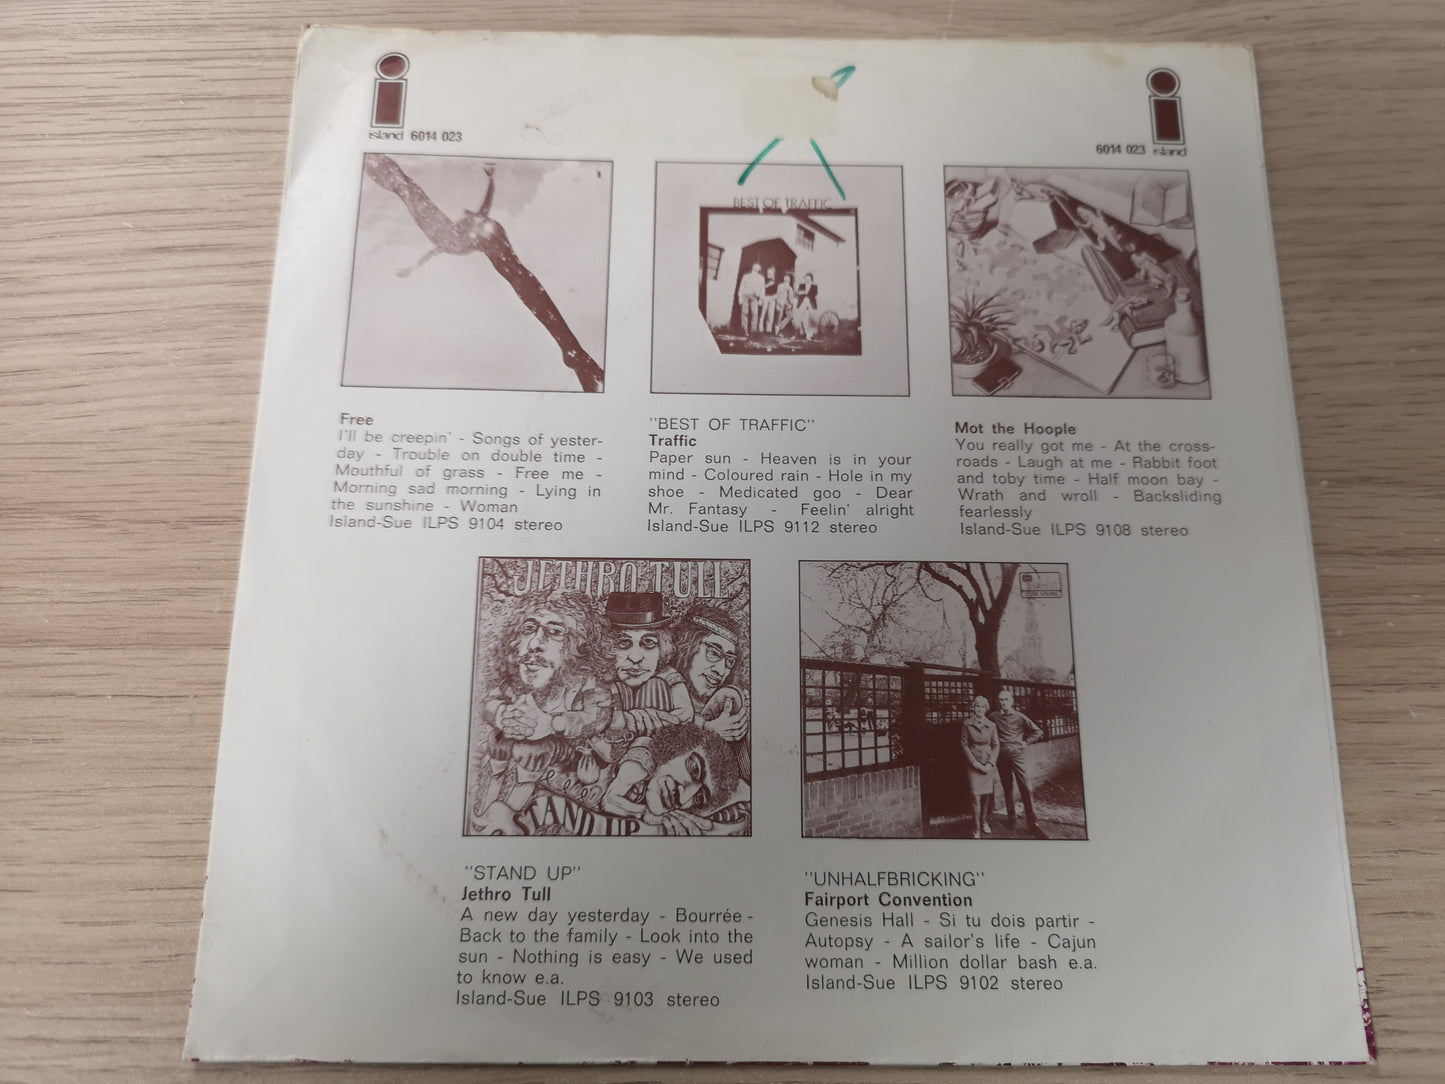 island 6014 023
6014 023 island
BEST OF TRAFFIC
Free
I'll be creepin' - Songs of yester-
day - Trouble on double time -
Mouthful of grass - Free me -
Morning sad morning - Lying in
the sunshine - Woman
Island-Sue ILPS 9104 stereo
"BEST OF TRAFFIC"
Traffic
Paper sun - Heaven is in your
mind - Coloured rain - Hole in my
shoe - Medicated goo - Dear
Mr. Fantasy - Feelin' alright
Island-Sue ILPS 9112 stereo
Mot the Hoople
You really got me - At the cross-
roads - Laugh at me - Rabbit foot
and toby time - Half moon bay -
Wrath and wroll - Backsliding
fearlessly
Island-Sue ILPS 9108 stereo
JETHRO TULL
STAND UP
"STAND UP"
Jethro Tull
A new day yesterday - Bourrée -
Back to the family - Look into the
sun - Nothing is easy - We used
to know e.a.
Island-Sue ILPS 9103 stereo
"UNHALFBRICKING"
Fairport Convention
Genesis Hall - Si tu dois partir -
Autopsy - A sailor's life - Cajun
woman - Million dollar bash e.a.
Island-Sue ILPS 9102 stereo